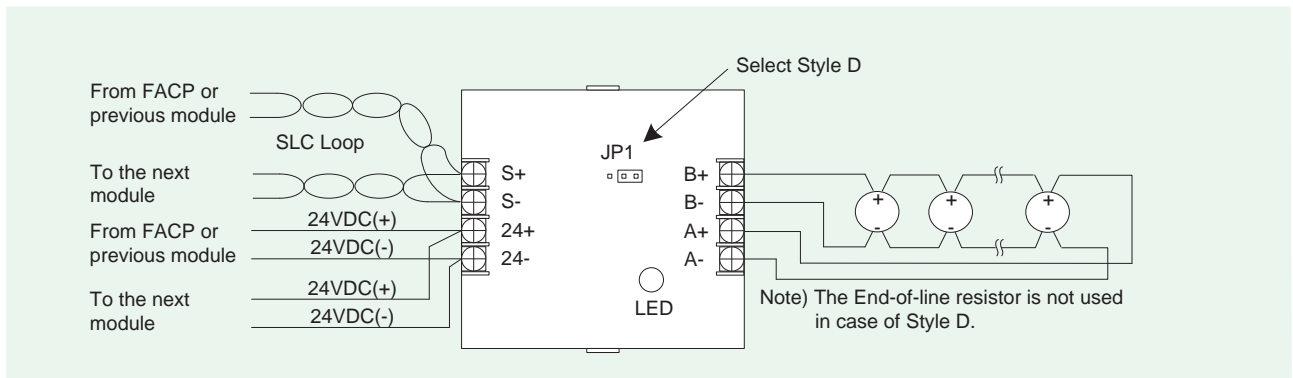 Select Style D
From FACP or
previous module
SLC Loop
To the next
module
24VDC(+)
From FACP or
previous module
24VDC(-)
24VDC(+)
To the next
module
24VDC(-)
JP1
S+
S-
24+
24-
B+
B-
A+
A-
LED
+
-
+
-
+
-
Note) The End-of-line resistor is not used
in case of Style D.